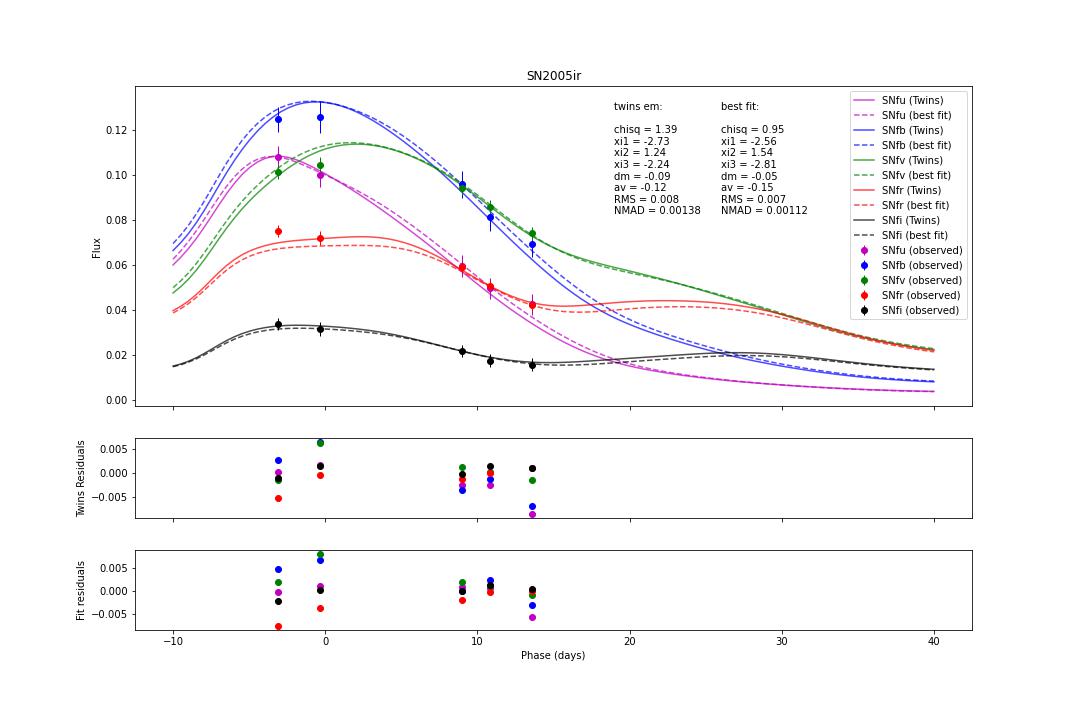 SN2005ir
twins em:
chisq = 1.39
xi1 = -2.73
xi2 = 1.24
xi3 = -2.24
dm = -0.09
av = -0.12
RMS = 0.008
NMAD = 0.00138
best fit:
chisq = 0.95
xi1 = -2.56
xi2 = 1.54
xi3 = -2.81
dm = -0.05
av = -0.15
RMS = 0.007
NMAD = 0.00112
SNfu (Twins)
SNfu (best fit)
SNfb (Twins)
SNfb (best fit)
SNfv (Twins)
SNfv (best fit)
SNfr (Twins)
SNfr (best fit)
SNfi (Twins)
SNfi (best fit)
SNfu (observed)
SNfb (observed)
SNfv (observed)
SNfr (observed)
SNfi (observed)
Flux
0.12
0.10
0.08
0.06
0.04
0.02
0.00
Twins Residuals
0.005
0.000
−0.005
Fit residuals
0.005
0.000
−0.005
−10 0 10 20 30 40
Phase (days)